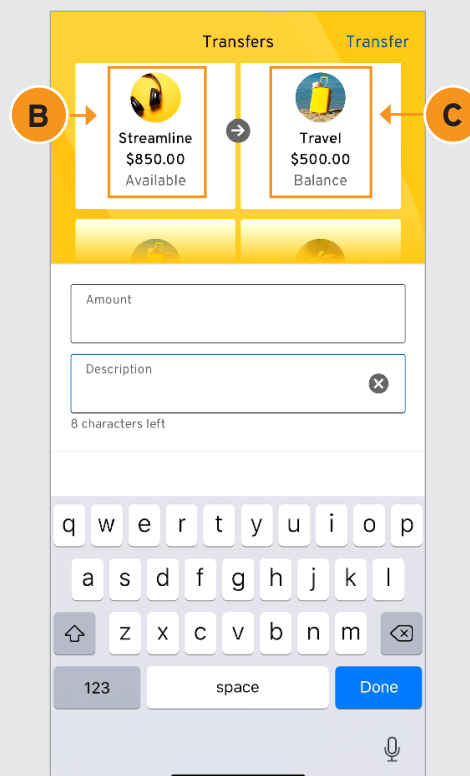 Transfers Transfer
B C
Streamline Travel
$850.00 $500.00
Available Balance
Amount
Description
8 characters left
q w e r t y u i o p
a s d f g h j k l
z x c v b n m
123 space Done